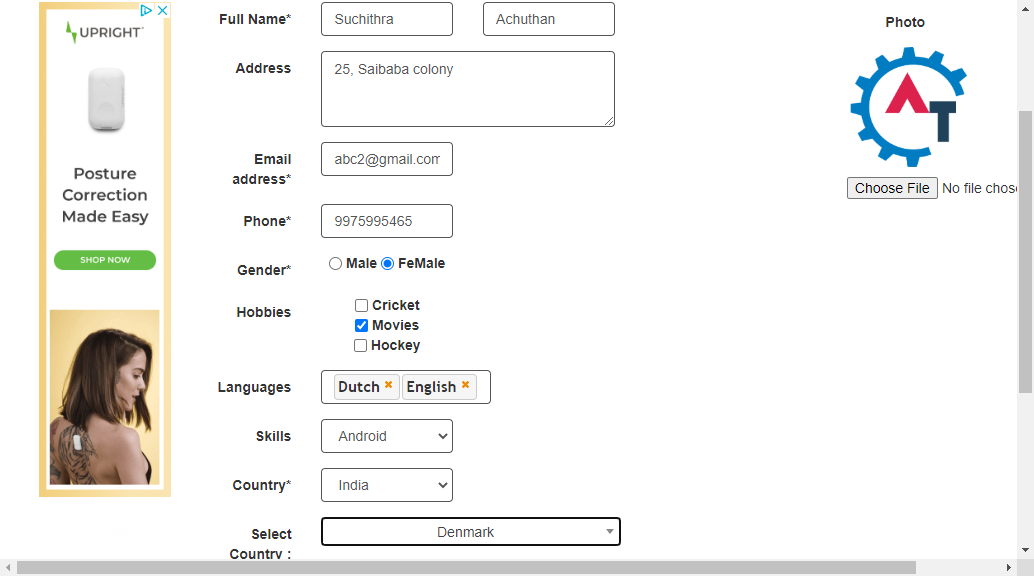 UPRIGHT
Posture
Correction
Made Easy
SHOP NOW
Full Name*
Suchithra
Achuthan
Address
25, Saibaba colony
Email
address*
abc2@gmail.com
Phone*
9975995465
Gender*
Male
FeMale
Hobbies
Cricket
Movies
Hockey
Languages
Dutch
English
Skills
Android
Country*
India
Select
Country :
Denmark
Photo
AT
Choose File No file chose